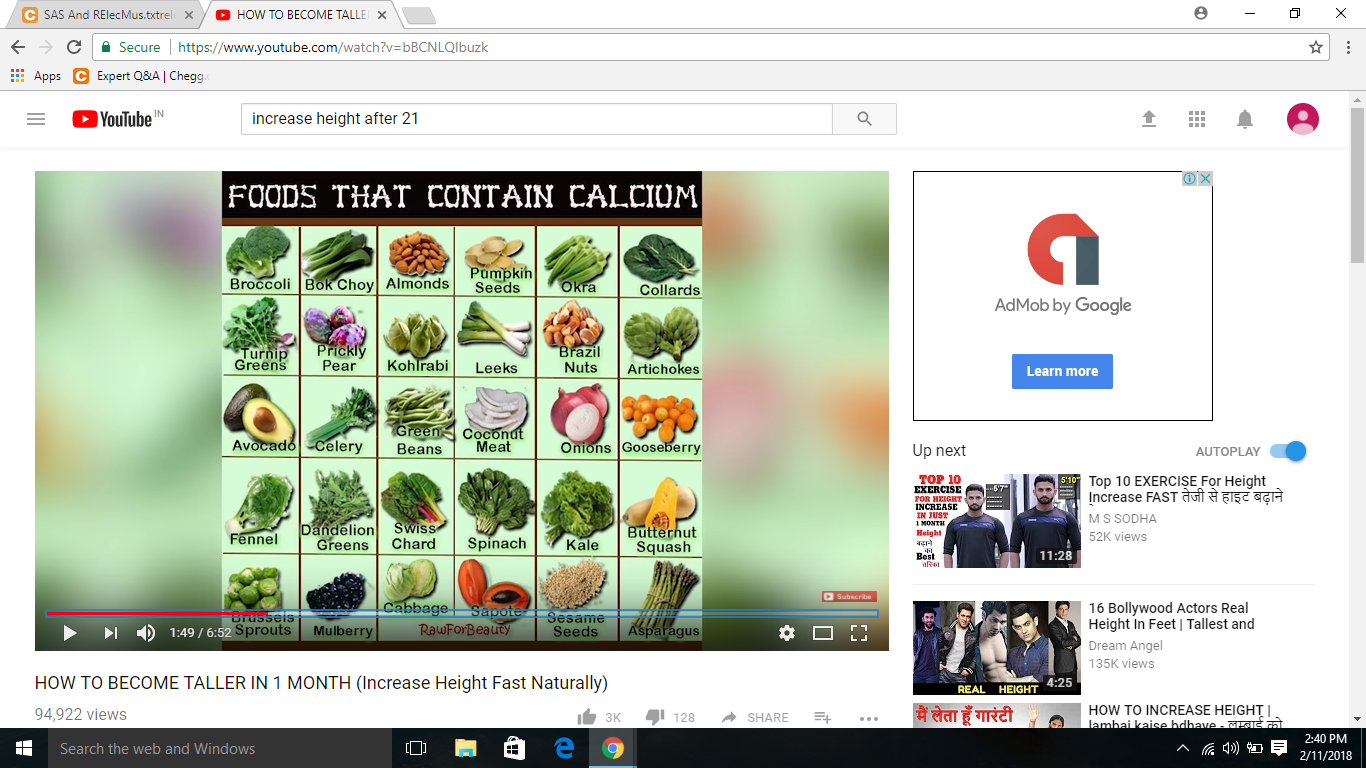 SAS And RElecMus.txtrele
HOW TO BECOME TALLER
Secure
https://www.youtube.com/watch?v=bBCNLQIbuzk
Apps
Expert Q&A | Chegg.c
YouTube IN
increase height after 21
FOODS THAT CONTAIN CALCIUM
Broccoli
Bok Choy
Almonds
Pumpkin Seeds
Okra
Collards
Turnip Greens
Prickly Pear
Kohlrabi
Leeks
Brazil Nuts
Artichokes
Avocado
Celery
Green Beans
Coconut Meat
Onions
Gooseberry
Fennel
Dandelion Greens
Swiss Chard
Spinach
Kale
Butternut Squash
Brussels Sprouts
Mulberry
Cabbage
Sapote
Sesame Seeds
Asparagus
RawForBeauty
Subscribe
1:49 / 6:52
HOW TO BECOME TALLER IN 1 MONTH (Increase Height Fast Naturally)
94,922 views
3K
128
SHARE
AdMob by Google
Learn more
Up next
AUTOPLAY
TOP 10
EXERCISE
FOR HEIGHT
INCREASE
IN JUST
1 MONTH
Height
बढ़ाने
का
Best
तरीका
5'7"
5'10"
11:28
Top 10 EXERCISE For Height
Increase FAST तेजी से हाइट बढ़ाने
M S SODHA
52K views
REAL HEIGHT
4:25
16 Bollywood Actors Real
Height In Feet | Tallest and
Dream Angel
135K views
मैं लेता हूँ गारंटी
HOW TO INCREASE HEIGHT |
lambai kaise bdhaye - लम्बाई को
Search the web and Windows
2:40 PM
2/11/2018